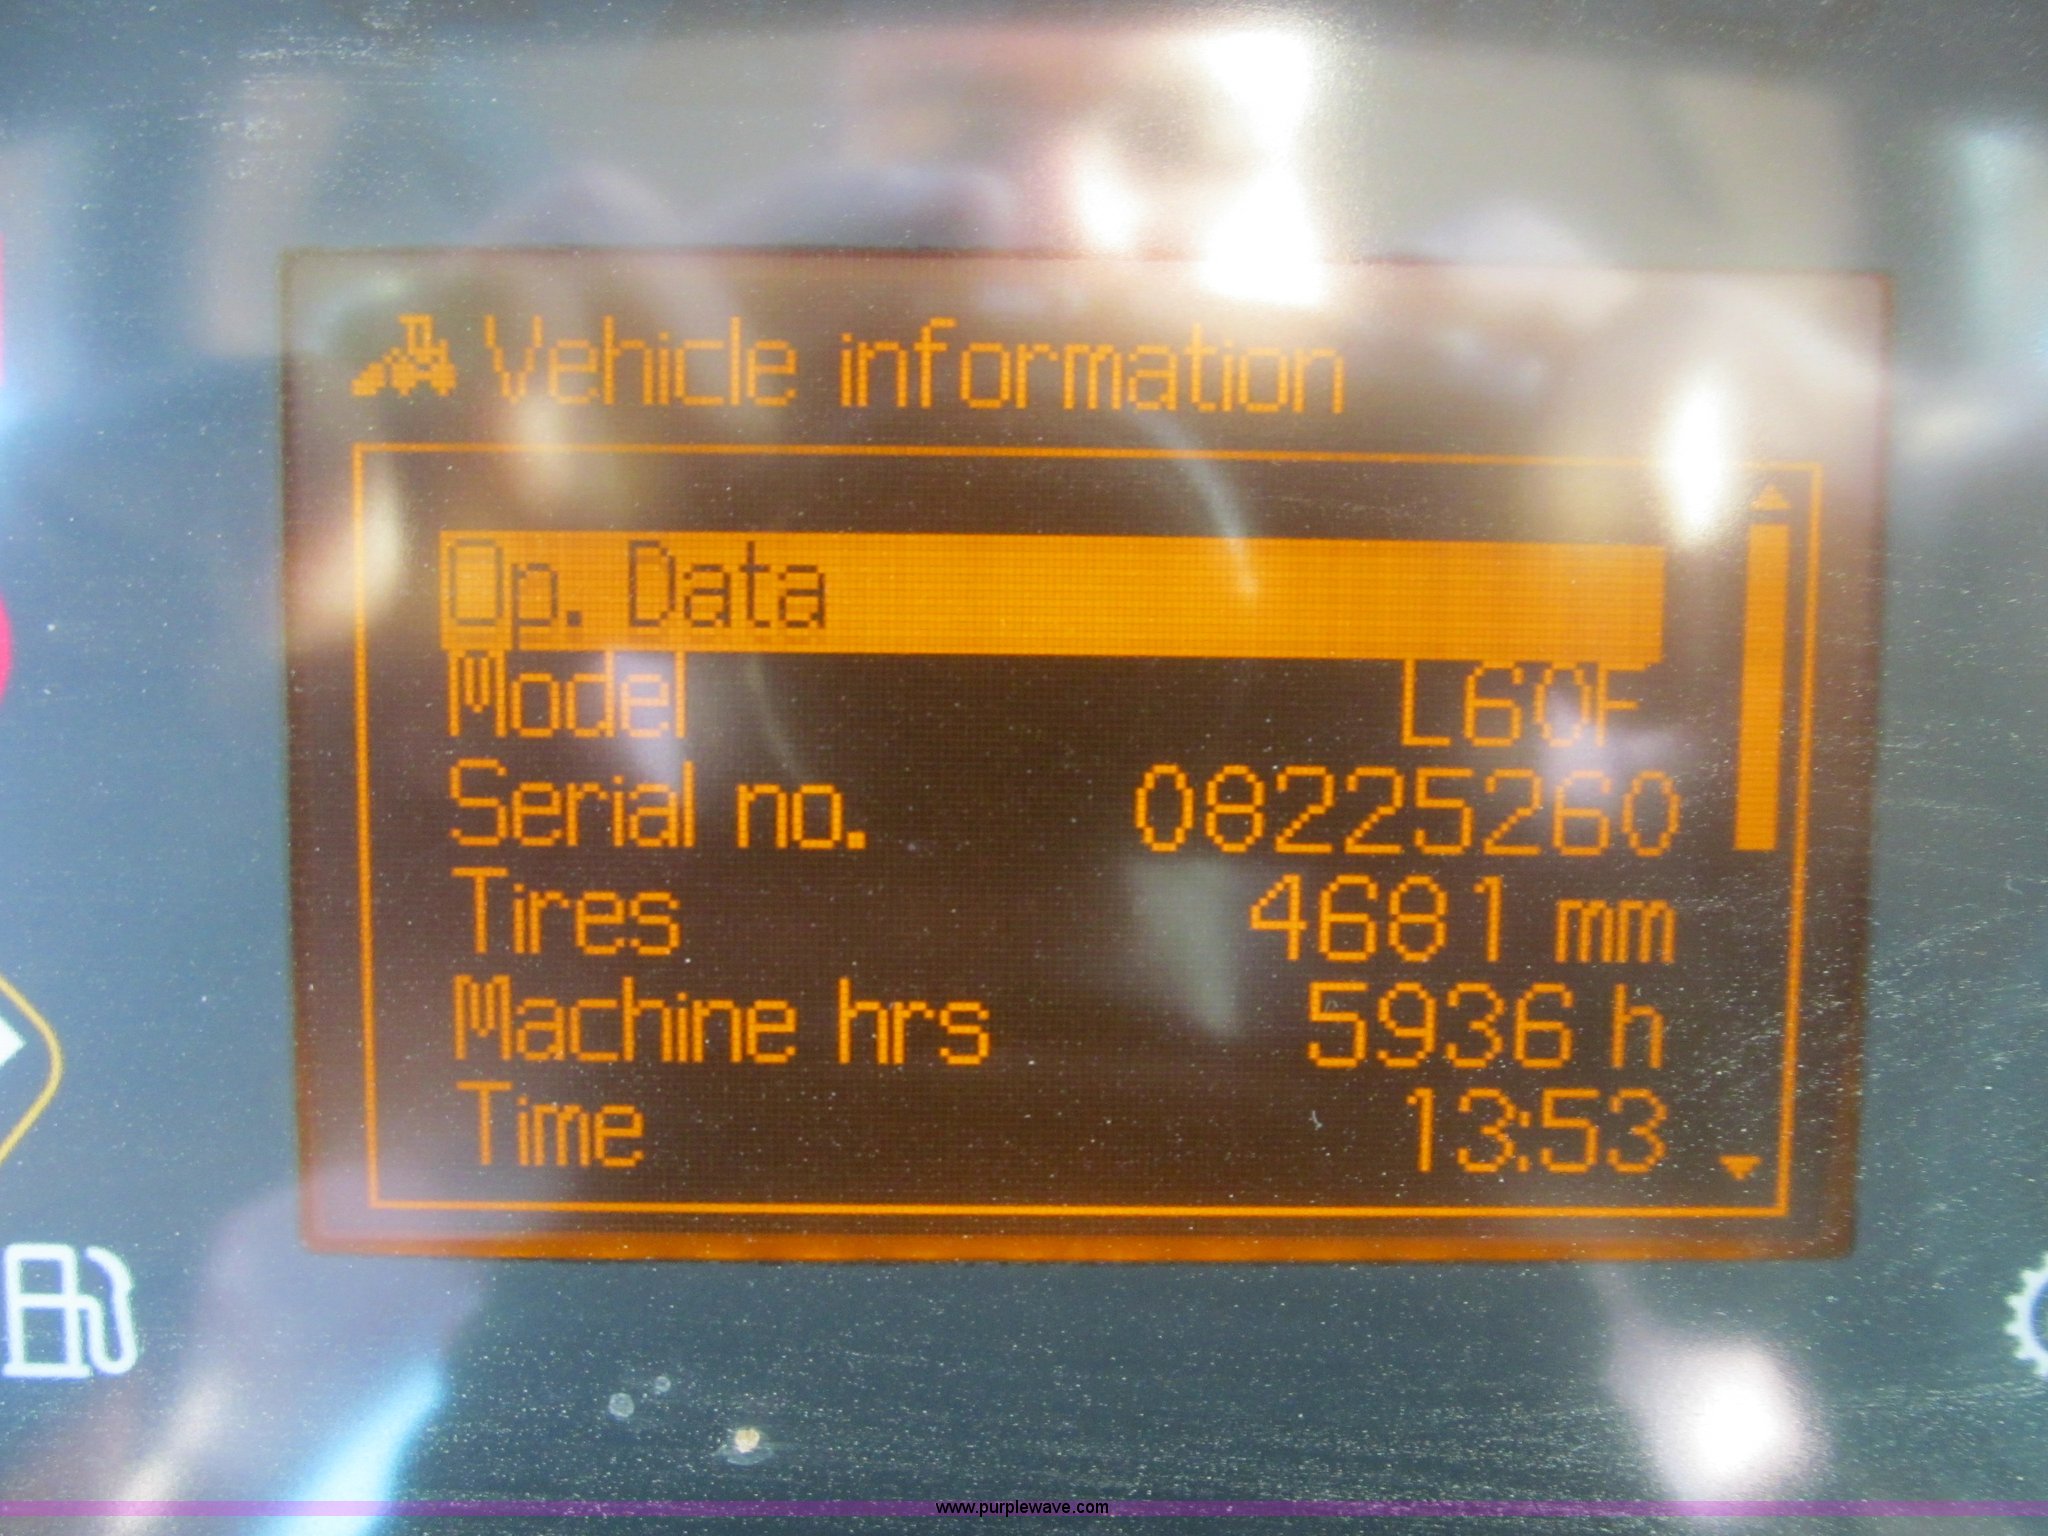 Vehicle information
Op. Data
Model L60F
Serial no. 08225260
Tires 4681 mm
Machine hrs 5936 h
Time 13:53
www.purplewave.com